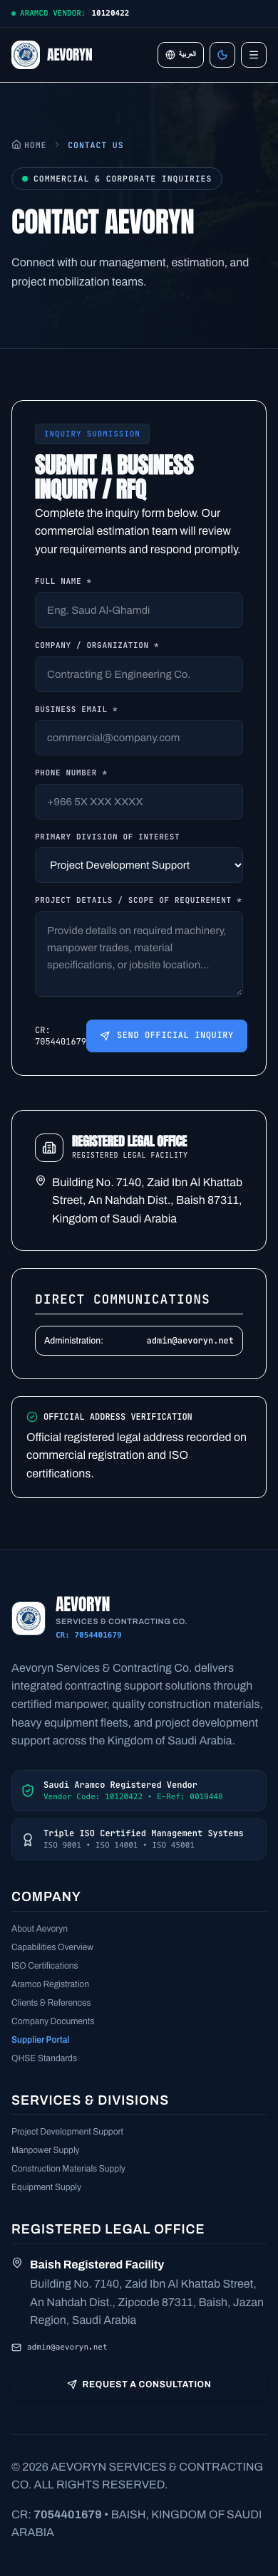 ARAMCO VENDOR: 10120422
AEVORYN
العربية
HOME > CONTACT US
COMMERCIAL & CORPORATE INQUIRIES
CONTACT AEVORYN
Connect with our management, estimation, and
project mobilization teams.
INQUIRY SUBMISSION
SUBMIT A BUSINESS
INQUIRY / RFQ
Complete the inquiry form below. Our
commercial estimation team will review
your requirements and respond promptly.
FULL NAME *
Eng. Saud Al-Ghamdi
COMPANY / ORGANIZATION *
Contracting & Engineering Co.
BUSINESS EMAIL *
commercial@company.com
PHONE NUMBER *
+966 5X XXX XXXX
PRIMARY DIVISION OF INTEREST
Project Development Support
PROJECT DETAILS / SCOPE OF REQUIREMENT *
Provide details on required machinery,
manpower trades, material
specifications, or jobsite location...
CR:
7054401679
SEND OFFICIAL INQUIRY
REGISTERED LEGAL OFFICE
REGISTERED LEGAL FACILITY
Building No. 7140, Zaid Ibn Al Khattab
Street, An Nahdah Dist., Baish 87311,
Kingdom of Saudi Arabia
DIRECT COMMUNICATIONS
Administration: admin@aevoryn.net
OFFICIAL ADDRESS VERIFICATION
Official registered legal address recorded on
commercial registration and ISO
certifications.
AEVORYN
SERVICES & CONTRACTING CO.
CR: 7054401679
Aevoryn Services & Contracting Co. delivers
integrated contracting support solutions through
certified manpower, quality construction materials,
heavy equipment fleets, and project development
support across the Kingdom of Saudi Arabia.
Saudi Aramco Registered Vendor
Vendor Code: 10120422 • E-Ref: 0019448
Triple ISO Certified Management Systems
ISO 9001 • ISO 14001 • ISO 45001
COMPANY
About Aevoryn
Capabilities Overview
ISO Certifications
Aramco Registration
Clients & References
Company Documents
Supplier Portal
QHSE Standards
SERVICES & DIVISIONS
Project Development Support
Manpower Supply
Construction Materials Supply
Equipment Supply
REGISTERED LEGAL OFFICE
Baish Registered Facility
Building No. 7140, Zaid Ibn Al Khattab Street,
An Nahdah Dist., Zipcode 87311, Baish, Jazan
Region, Saudi Arabia
admin@aevoryn.net
REQUEST A CONSULTATION
© 2026 AEVORYN SERVICES & CONTRACTING
CO. ALL RIGHTS RESERVED.
CR: 7054401679 • BAISH, KINGDOM OF SAUDI
ARABIA